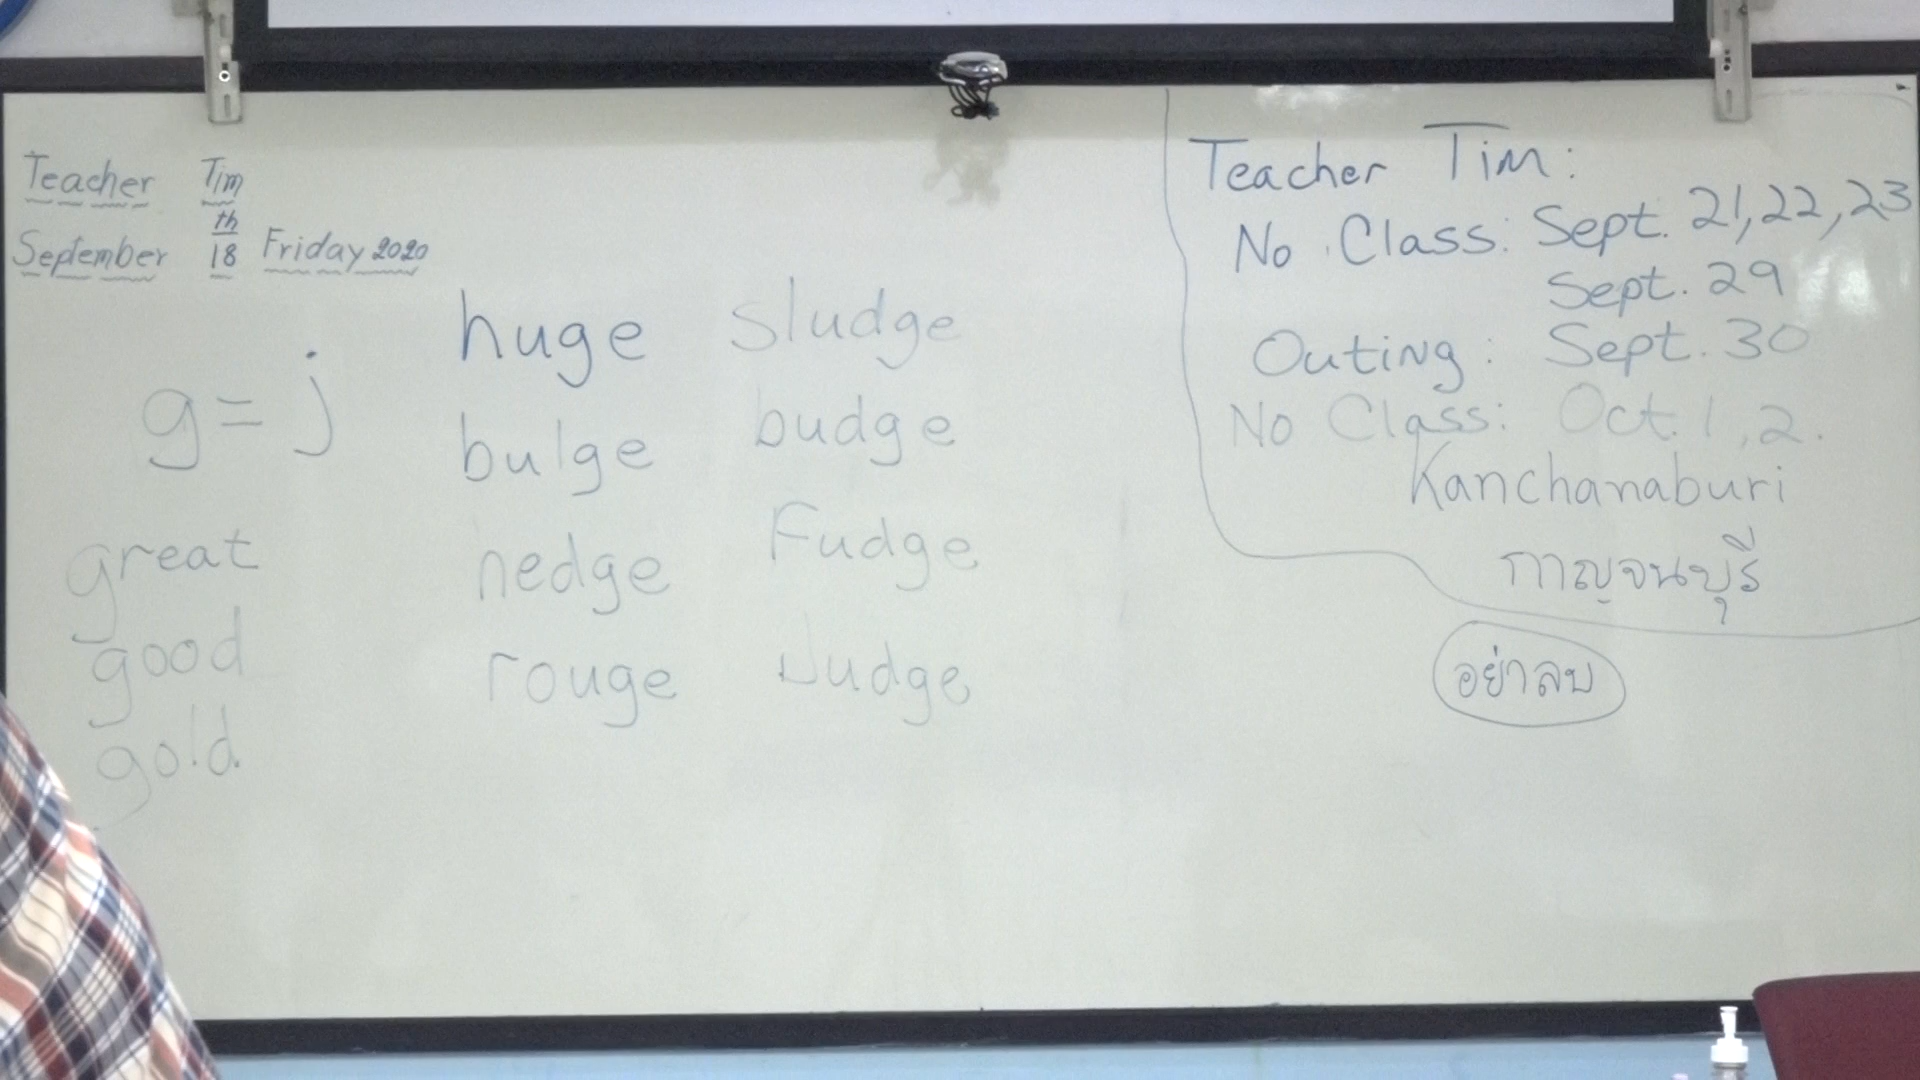 Teacher Tim
September 18th Friday 2020
g = j
great
good
gold.
huge
bulge
nedge
rouge
sludge
budge
Fudge
Judge
Teacher Tim:
No Class: Sept. 21, 22, 23
Sept. 29
Outing: Sept. 30
No Class: Oct. 1, 2.
Kanchanaburi
กาญจนบุรี
อย่าลบ